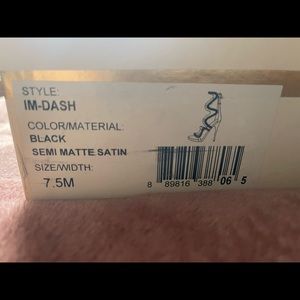 STYLE:
IM-DASH
COLOR/MATERIAL:
BLACK
SEMI MATTE SATIN
SIZE/WIDTH:
7.5M
8 89816 388 06 5